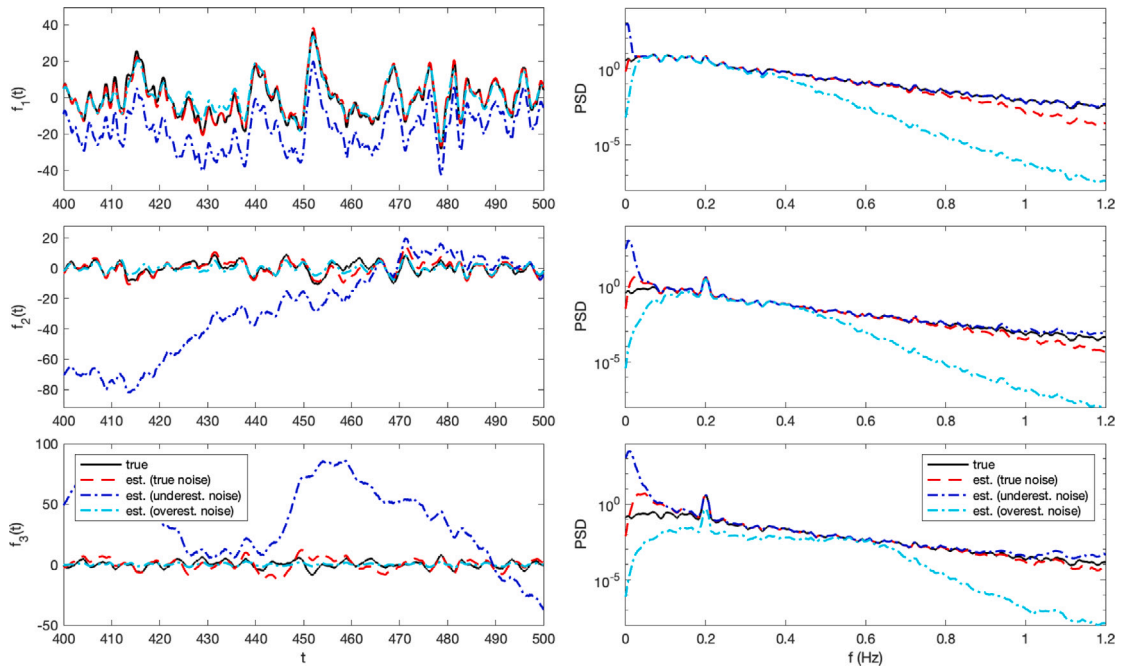 40
20
0
-20
-40
f1(t)
400 410 420 430 440 450 460 470 480 490 500
10^0
10^-5
PSD
0 0.2 0.4 0.6 0.8 1 1.2
20
0
-20
-40
-60
-80
f2(t)
400 410 420 430 440 450 460 470 480 490 500
10^0
10^-5
PSD
0 0.2 0.4 0.6 0.8 1 1.2
100
50
0
-50
f3(t)
true
est. (true noise)
est. (underest. noise)
est. (overest. noise)
400 410 420 430 440 450 460 470 480 490 500
t
10^0
10^-5
PSD
true
est. (true noise)
est. (underest. noise)
est. (overest. noise)
0 0.2 0.4 0.6 0.8 1 1.2
f (Hz)